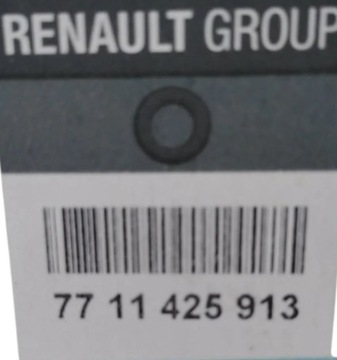 RENAULT GROUP
77 11 425 913